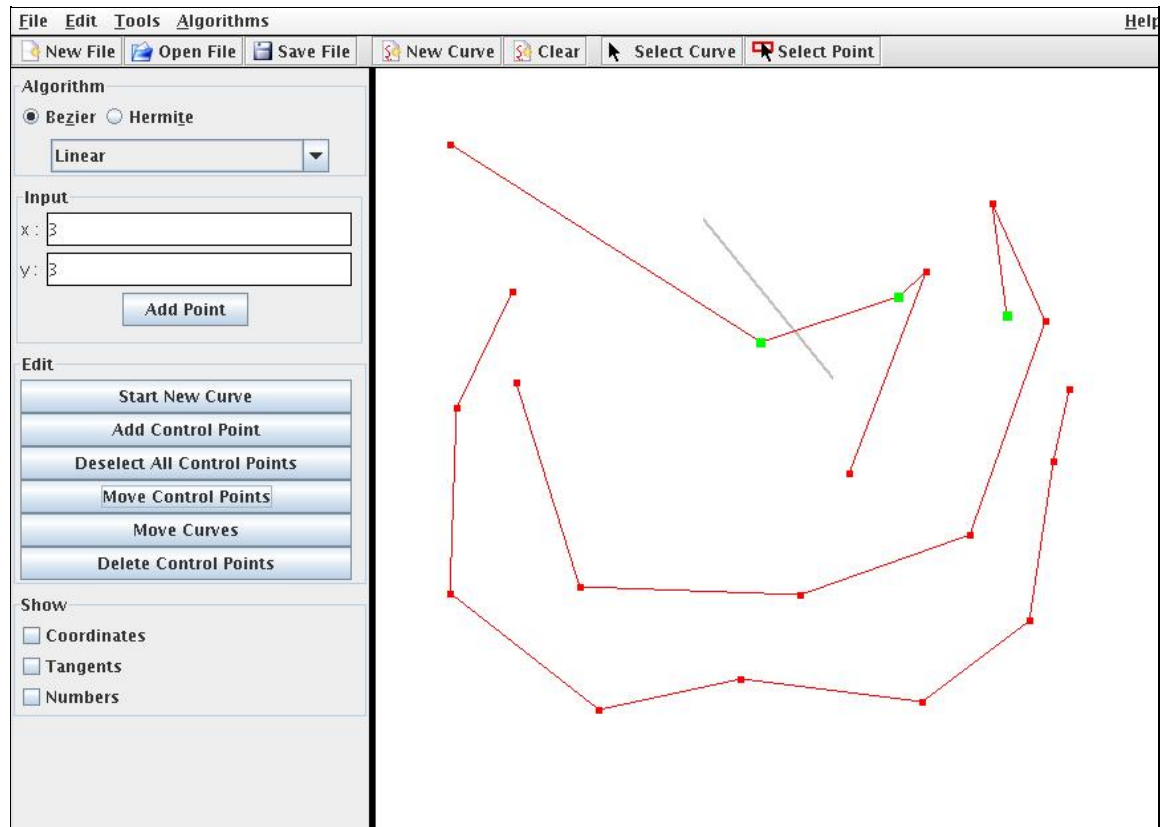 File Edit Tools Algorithms Help
New File Open File Save File New Curve Clear Select Curve Select Point
Algorithm
Bezier Hermite
Linear
Input
x: 3
y: 3
Add Point
Edit
Start New Curve
Add Control Point
Deselect All Control Points
Move Control Points
Move Curves
Delete Control Points
Show
Coordinates
Tangents
Numbers